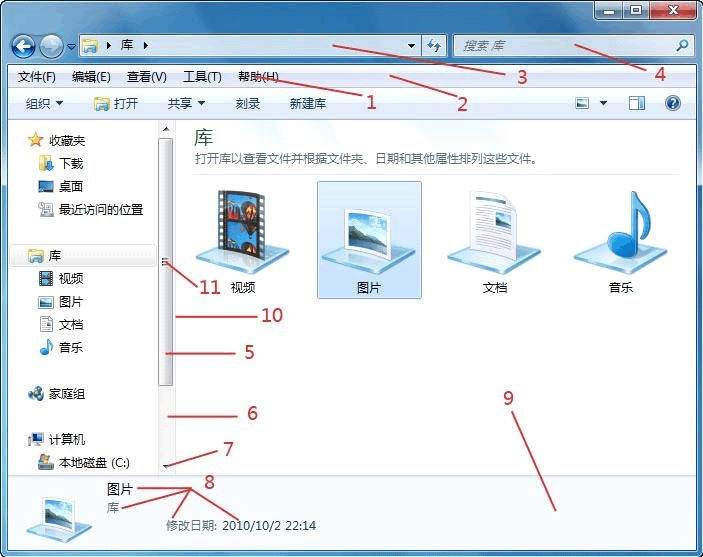 库
搜索 库
3
4
文件(F) 编辑(E) 查看(V) 工具(T) 帮助(H)
1
2
组织 打开 共享 刻录 新建库
收藏夹
下载
桌面
最近访问的位置
库
视频
图片
文档
音乐
家庭组
计算机
本地磁盘 (C:)
库
打开库以查看文件并根据文件夹、日期和其他属性排列这些文件。
视频
图片
文档
音乐
11
10
5
6
7
9
图片
8
库
修改日期: 2010/10/2 22:14